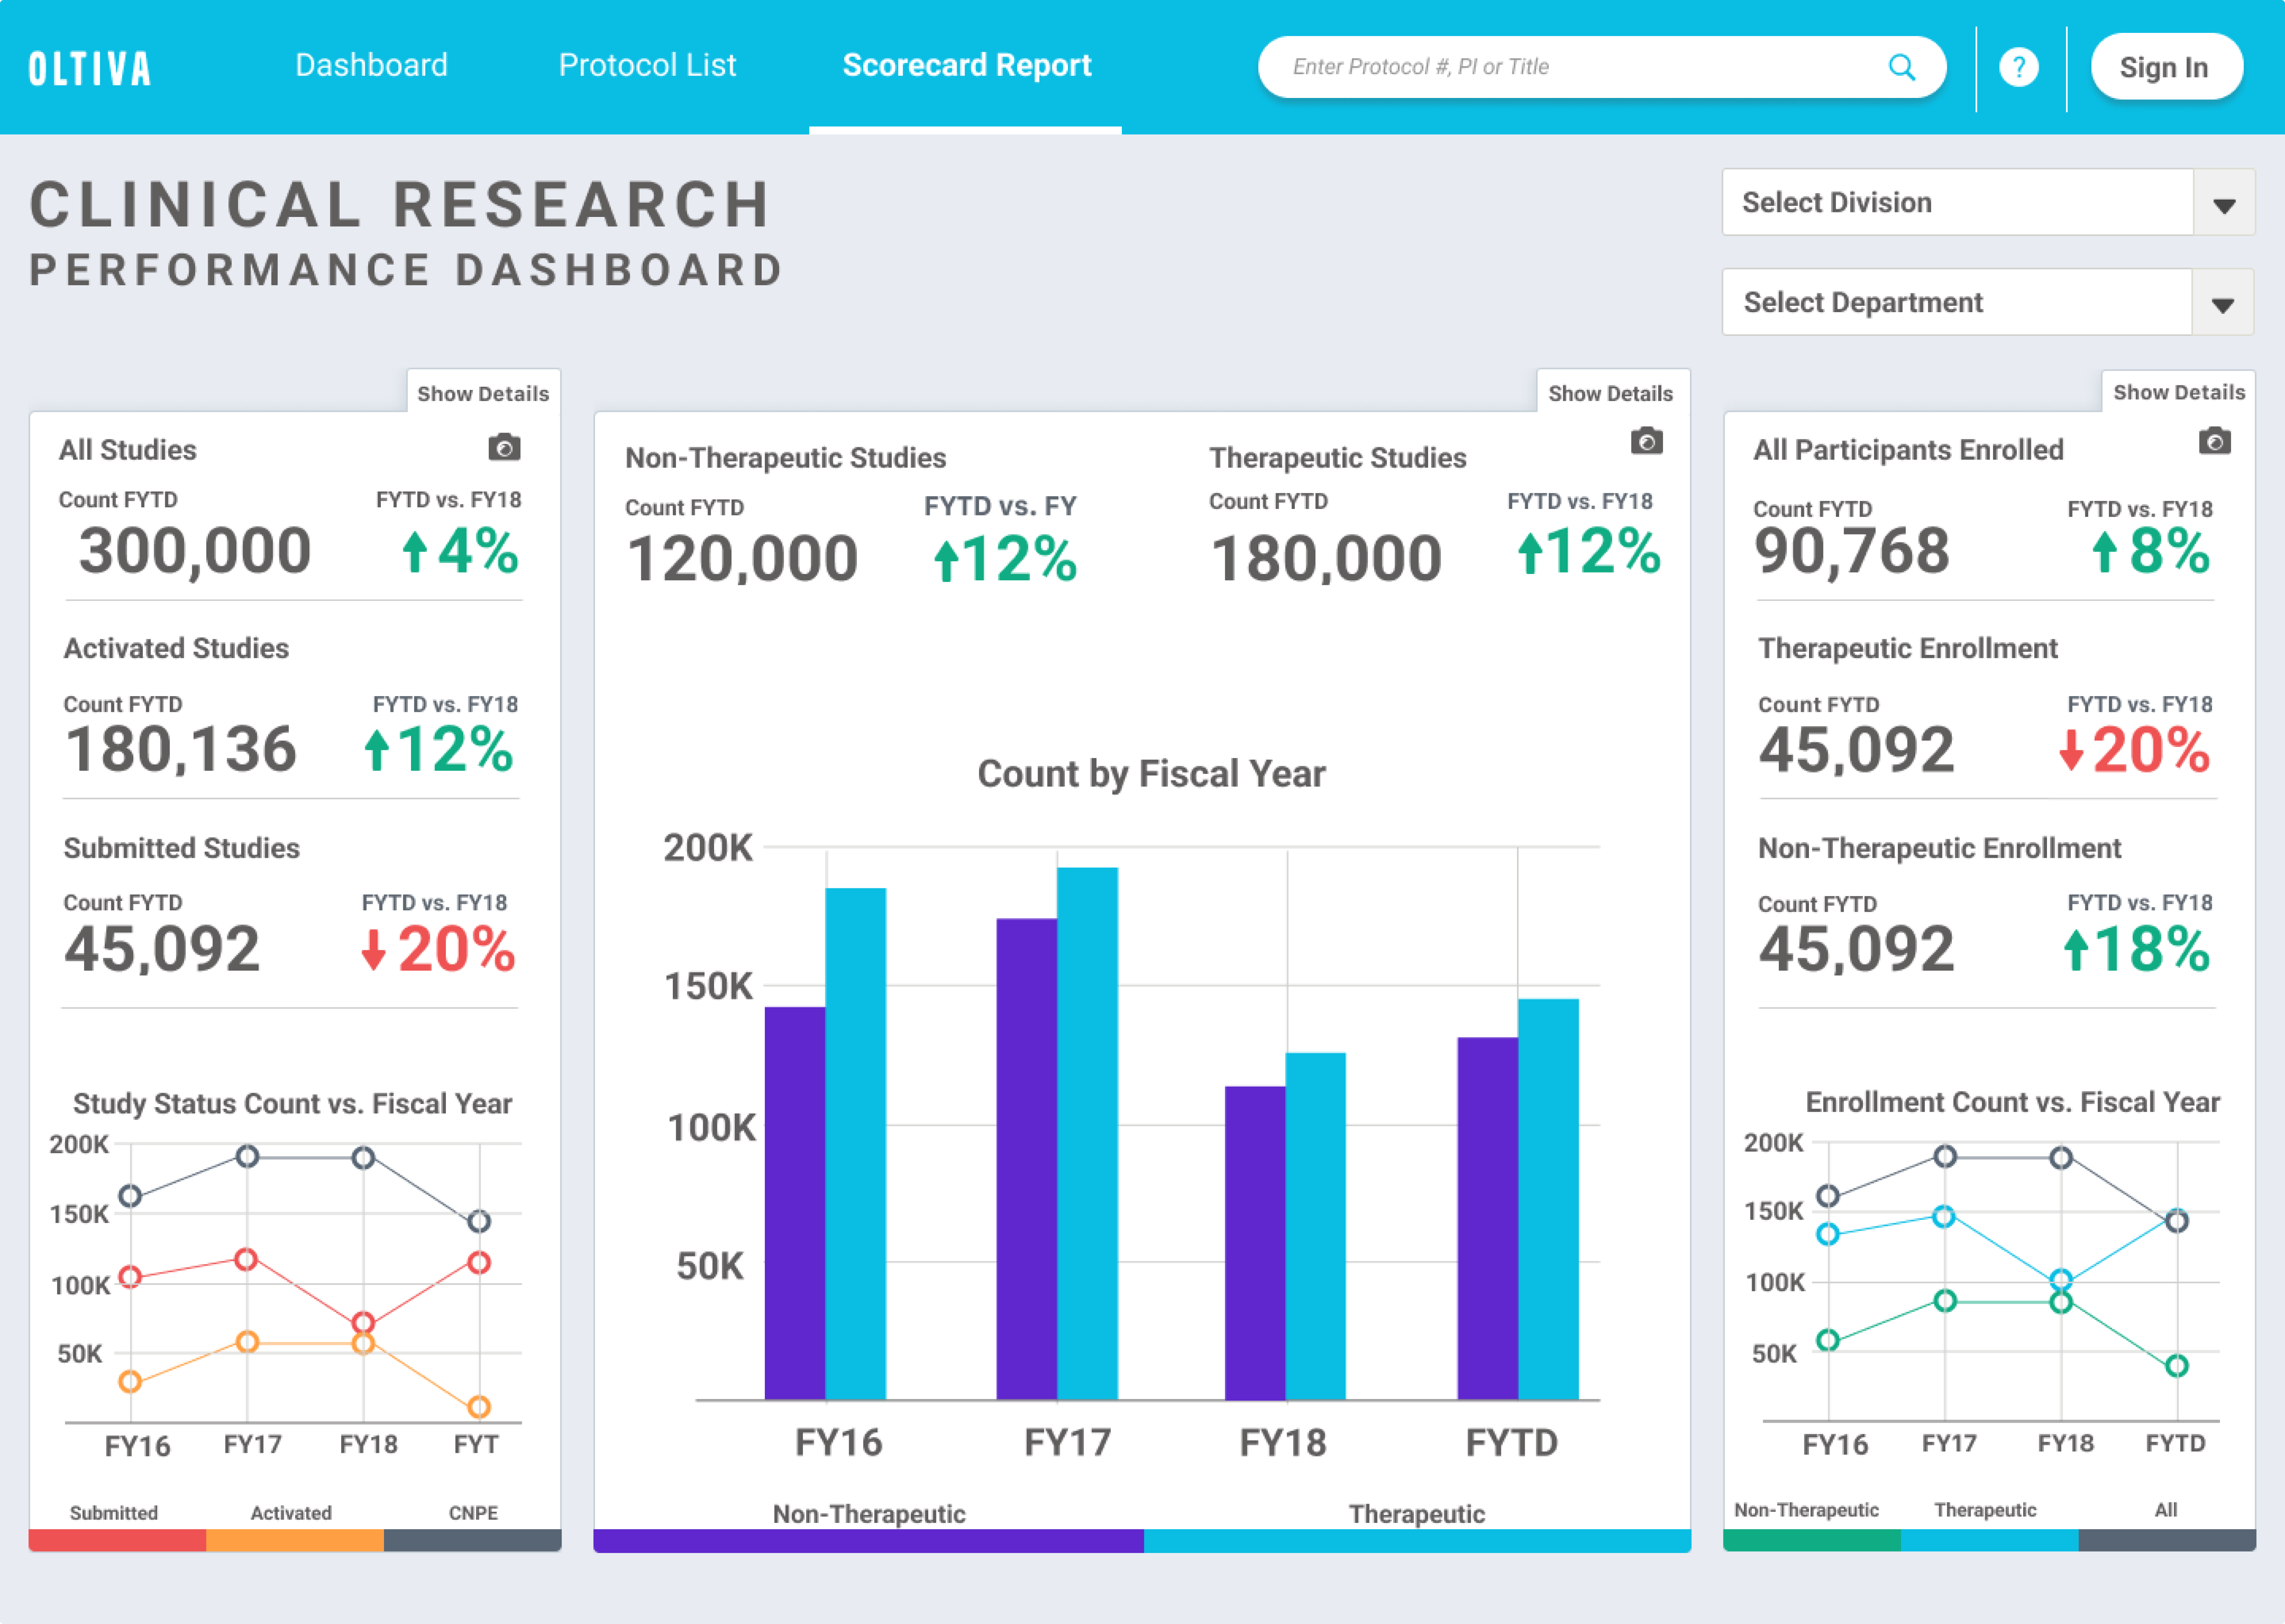 OLTIVA
Dashboard
Protocol List
Scorecard Report
Enter Protocol #, PI or Title
?
Sign In
CLINICAL RESEARCH
PERFORMANCE DASHBOARD
Select Division
Select Department
Show Details
All Studies
Count FYTD
FYTD vs. FY18
300,000
4%
Activated Studies
Count FYTD
FYTD vs. FY18
180,136
12%
Submitted Studies
Count FYTD
FYTD vs. FY18
45,092
20%
Study Status Count vs. Fiscal Year
200K
150K
100K
50K
FY16 FY17 FY18 FYT
Submitted Activated CNPE
Show Details
Non-Therapeutic Studies
Count FYTD
FYTD vs. FY
120,000
12%
Therapeutic Studies
Count FYTD
FYTD vs. FY18
180,000
12%
Count by Fiscal Year
200K
150K
100K
50K
FY16 FY17 FY18 FYTD
Non-Therapeutic Therapeutic
Show Details
All Participants Enrolled
Count FYTD
FYTD vs. FY18
90,768
8%
Therapeutic Enrollment
Count FYTD
FYTD vs. FY18
45,092
20%
Non-Therapeutic Enrollment
Count FYTD
FYTD vs. FY18
45,092
18%
Enrollment Count vs. Fiscal Year
200K
150K
100K
50K
FY16 FY17 FY18 FYTD
Non-Therapeutic Therapeutic All